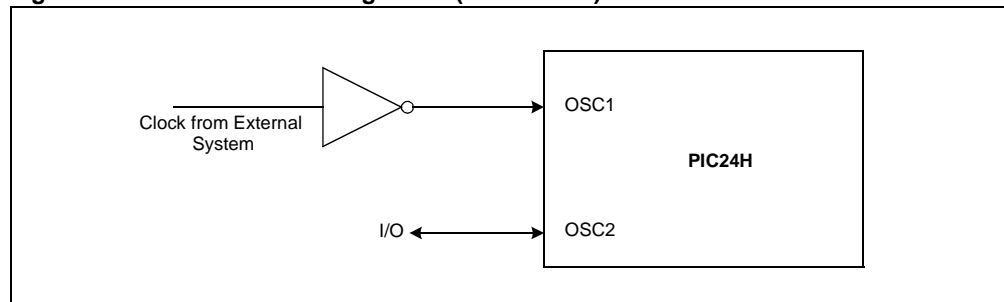 Clock from External
System
OSC1
PIC24H
I/O
OSC2